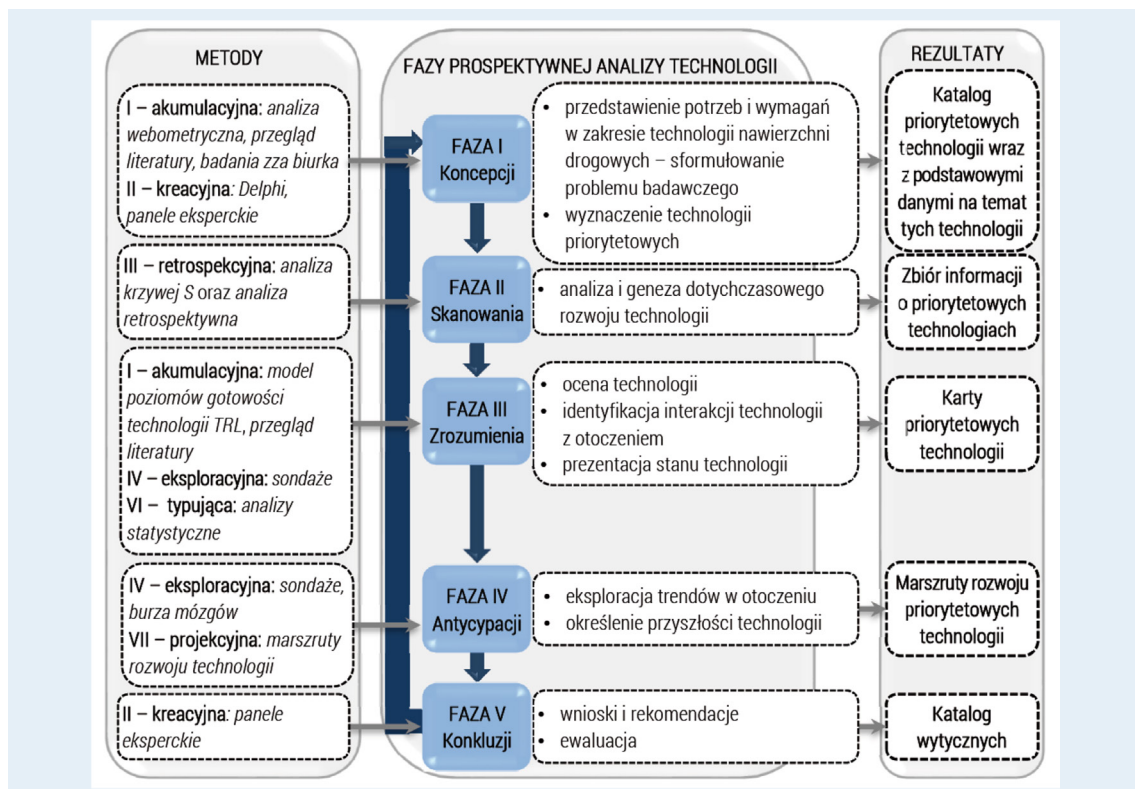 METODY
I – akumulacyjna: analiza
webometryczna, przegląd
literatury, badania zza biurka
II – kreacyjna: Delphi,
panele eksperckie
III – retrospekcyjna: analiza
krzywej S oraz analiza
retrospektywna
I – akumulacyjna: model
poziomów gotowości
technologii TRL, przegląd
literatury
IV – eksploracyjna: sondaże
VI – typująca: analizy
statystyczne
IV – eksploracyjna: sondaże,
burza mózgów
VII – projekcyjna: marszruty
rozwoju technologii
II – kreacyjna: panele
eksperckie
FAZY PROSPEKTYWNEJ ANALIZY TECHNOLOGII
FAZA I
Koncepcji
• przedstawienie potrzeb i wymagań
w zakresie technologii nawierzchni
drogowych – sformułowanie
problemu badawczego
• wyznaczenie technologii
priorytetowych
FAZA II
Skanowania
• analiza i geneza dotychczasowego
rozwoju technologii
FAZA III
Zrozumienia
• ocena technologii
• identyfikacja interakcji technologii
z otoczeniem
• prezentacja stanu technologii
FAZA IV
Antycypacji
• eksploracja trendów w otoczeniu
• określenie przyszłości technologii
FAZA V
Konkluzji
• wnioski i rekomendacje
• ewaluacja
REZULTATY
Katalog
priorytetowych
technologii wraz
z podstawowymi
danymi na temat
tych technologii
Zbiór informacji
o priorytetowych
technologiach
Karty
priorytetowych
technologii
Marszruty rozwoju
priorytetowych
technologii
Katalog
wytycznych